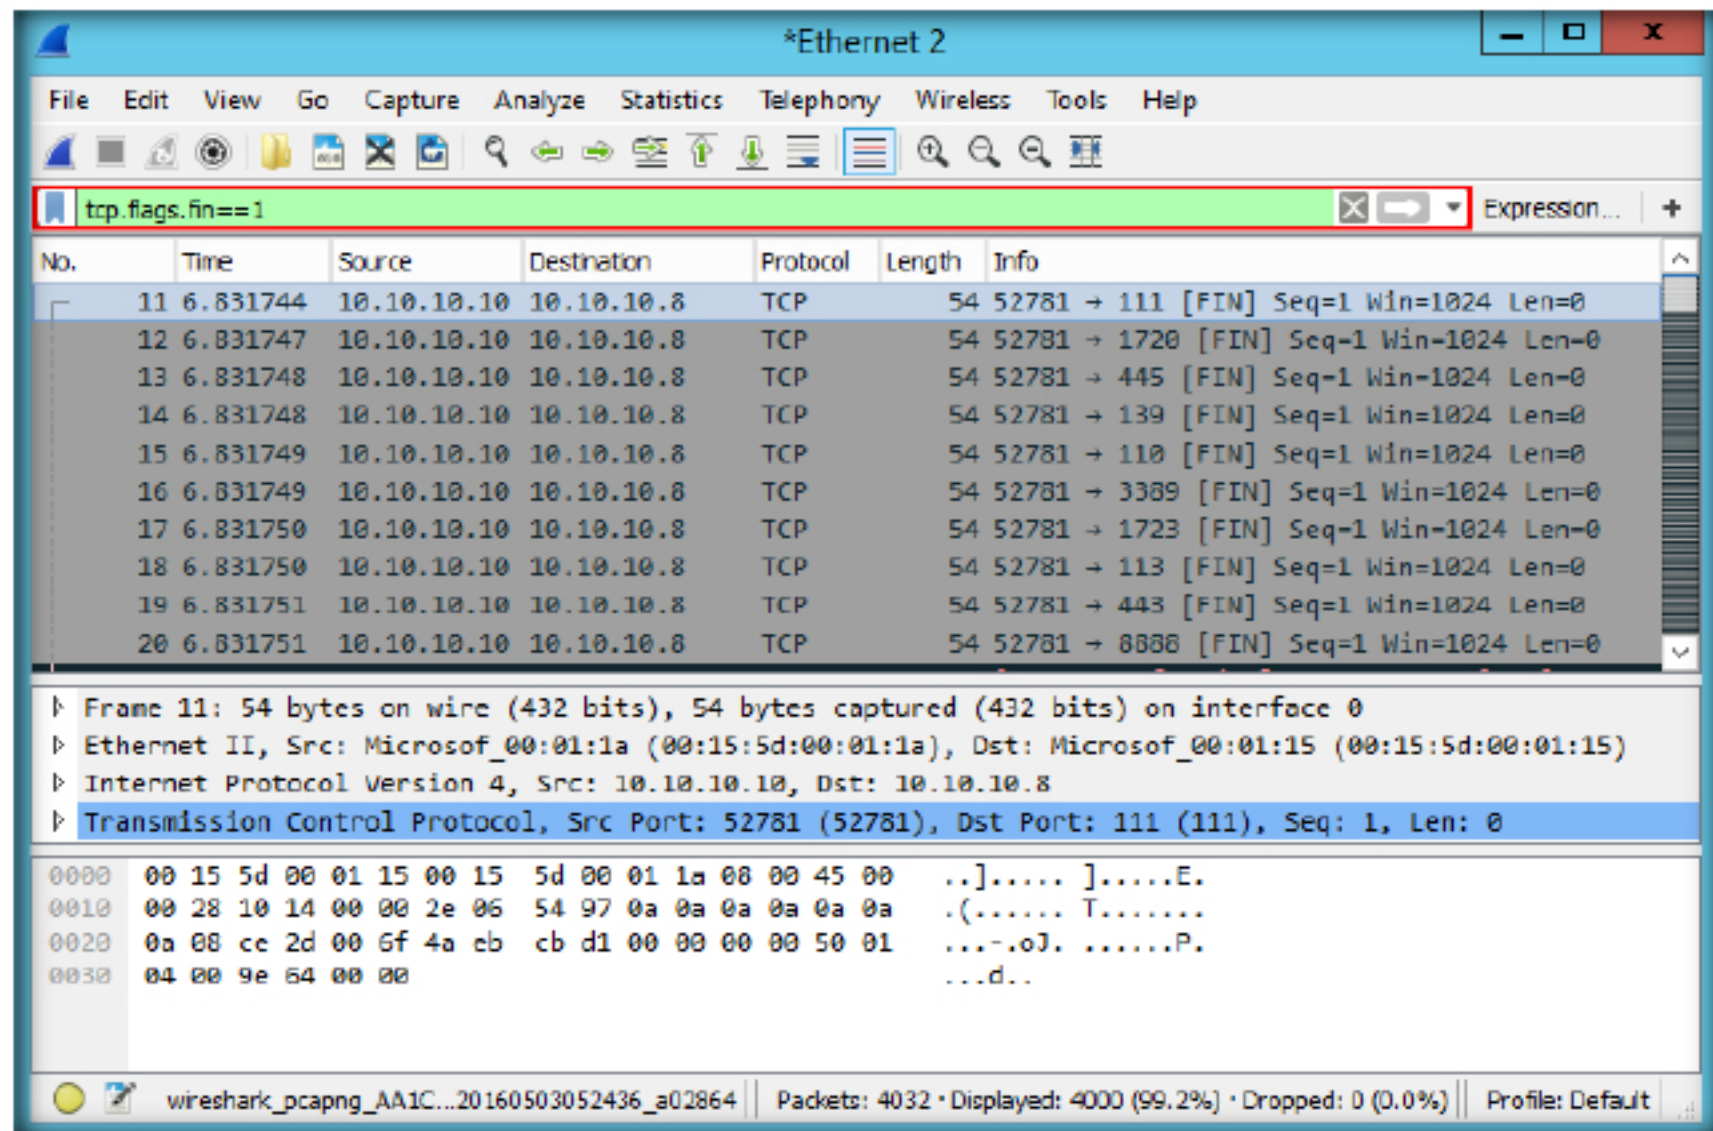 *Ethernet 2
File Edit View Go Capture Analyze Statistics Telephony Wireless Tools Help
tcp.flags.fin==1 Expression... +
No. Time Source Destination Protocol Length Info
11 6.831744 10.10.10.10 10.10.10.8 TCP 54 52781 → 111 [FIN] Seq=1 Win=1024 Len=0
12 6.831747 10.10.10.10 10.10.10.8 TCP 54 52781 → 1720 [FIN] Seq=1 Win=1024 Len=0
13 6.831748 10.10.10.10 10.10.10.8 TCP 54 52781 → 445 [FIN] Seq=1 Win=1024 Len=0
14 6.831748 10.10.10.10 10.10.10.8 TCP 54 52781 → 139 [FIN] Seq=1 Win=1024 Len=0
15 6.831749 10.10.10.10 10.10.10.8 TCP 54 52781 → 110 [FIN] Seq=1 Win=1024 Len=0
16 6.831749 10.10.10.10 10.10.10.8 TCP 54 52781 → 3389 [FIN] Seq=1 Win=1024 Len=0
17 6.831750 10.10.10.10 10.10.10.8 TCP 54 52781 → 1723 [FIN] Seq=1 Win=1024 Len=0
18 6.831750 10.10.10.10 10.10.10.8 TCP 54 52781 → 113 [FIN] Seq=1 Win=1024 Len=0
19 6.831751 10.10.10.10 10.10.10.8 TCP 54 52781 → 443 [FIN] Seq=1 Win=1024 Len=0
20 6.831751 10.10.10.10 10.10.10.8 TCP 54 52781 → 8888 [FIN] Seq=1 Win=1024 Len=0
Frame 11: 54 bytes on wire (432 bits), 54 bytes captured (432 bits) on interface 0
Ethernet II, Src: Microsof_00:01:1a (00:15:5d:00:01:1a), Dst: Microsof_00:01:15 (00:15:5d:00:01:15)
Internet Protocol Version 4, Src: 10.10.10.10, Dst: 10.10.10.8
Transmission Control Protocol, Src Port: 52781 (52781), Dst Port: 111 (111), Seq: 1, Len: 0
0000 00 15 5d 00 01 15 00 15 5d 00 01 1a 08 00 45 00 ..]..... ].....E.
0010 00 28 10 14 00 00 2e 06 54 97 0a 0a 0a 0a 0a 0a .(...... T.......
0020 0a 08 ce 2d 00 6f 4a eb cb d1 00 00 00 00 50 01 ...-.oJ. ......P.
0030 04 00 9e 64 00 00 ...d..
wireshark_pcapng_AA1C...20160503052436_a02864 Packets: 4032 · Displayed: 4000 (99.2%) · Dropped: 0 (0.0%) Profile: Default